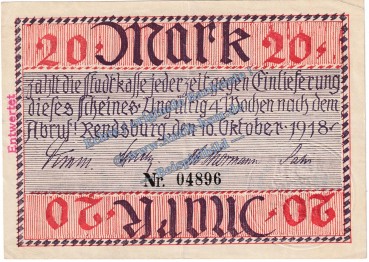 20.- Mark 20.-
zahlt die Stadtkasse jederzeit gegen Einlieferung
dieses Scheines. Ungültig 4 Wochen nach dem
Abruf. Rendsburg, den 10. Oktober 1918.
Nr. 04896
20.- Mark 20.-
Entwertet